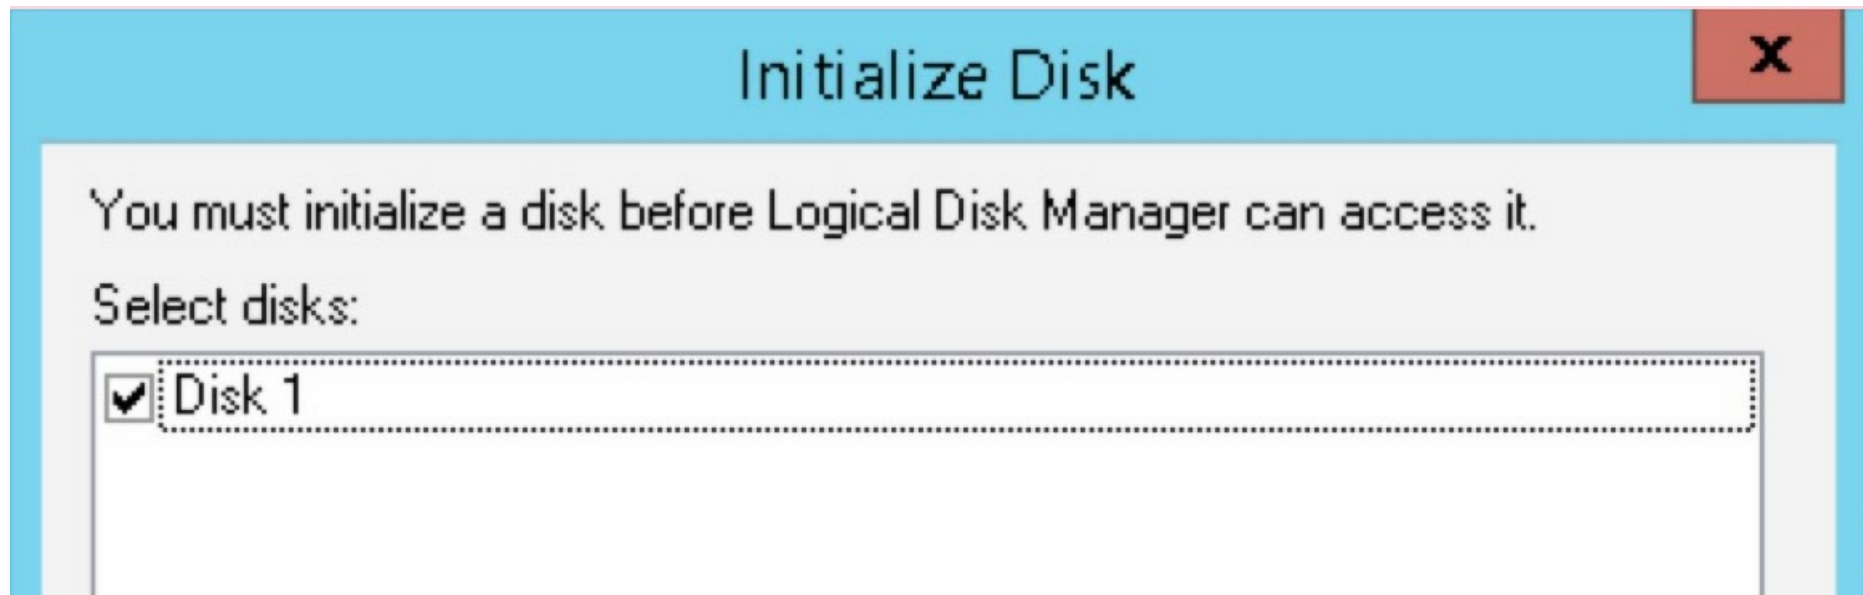 Initialize Disk
x
You must initialize a disk before Logical Disk Manager can access it.
Select disks:
Disk 1